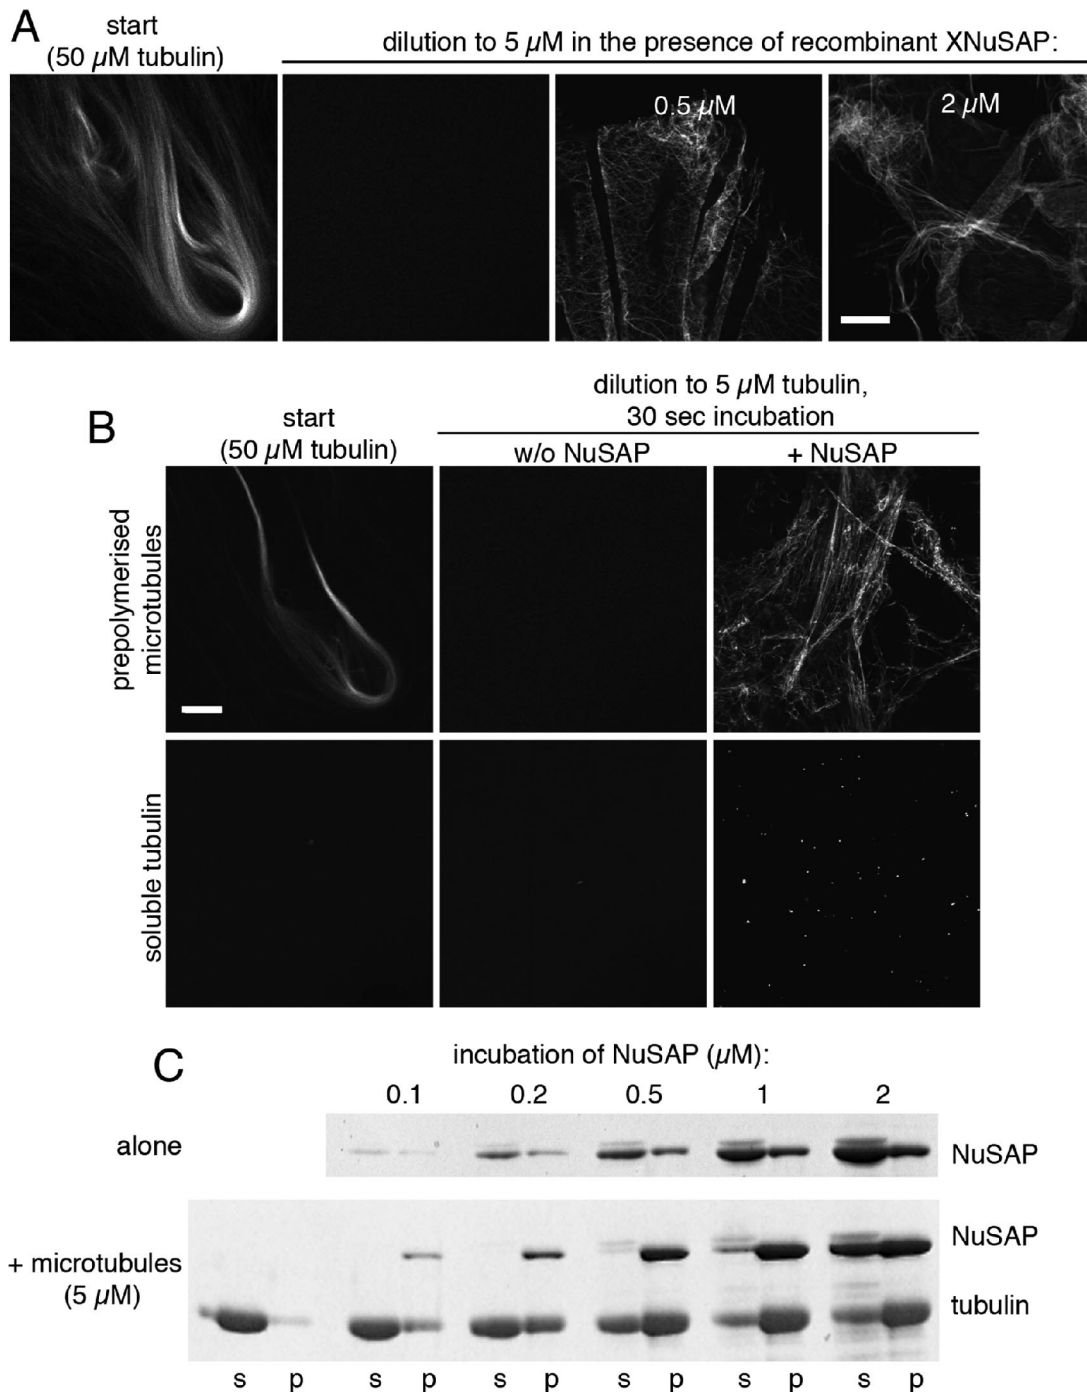 A
start
(50 µM tubulin)
dilution to 5 µM in the presence of recombinant XNuSAP:
0.5 µM
2 µM
B
start
(50 µM tubulin)
dilution to 5 µM tubulin,
30 sec incubation
w/o NuSAP
+ NuSAP
prepolymerised
microtubules
soluble tubulin
C
incubation of NuSAP (µM):
0.1 0.2 0.5 1 2
alone
NuSAP
+ microtubules
(5 µM)
NuSAP
tubulin
s p s p s p s p s p s p